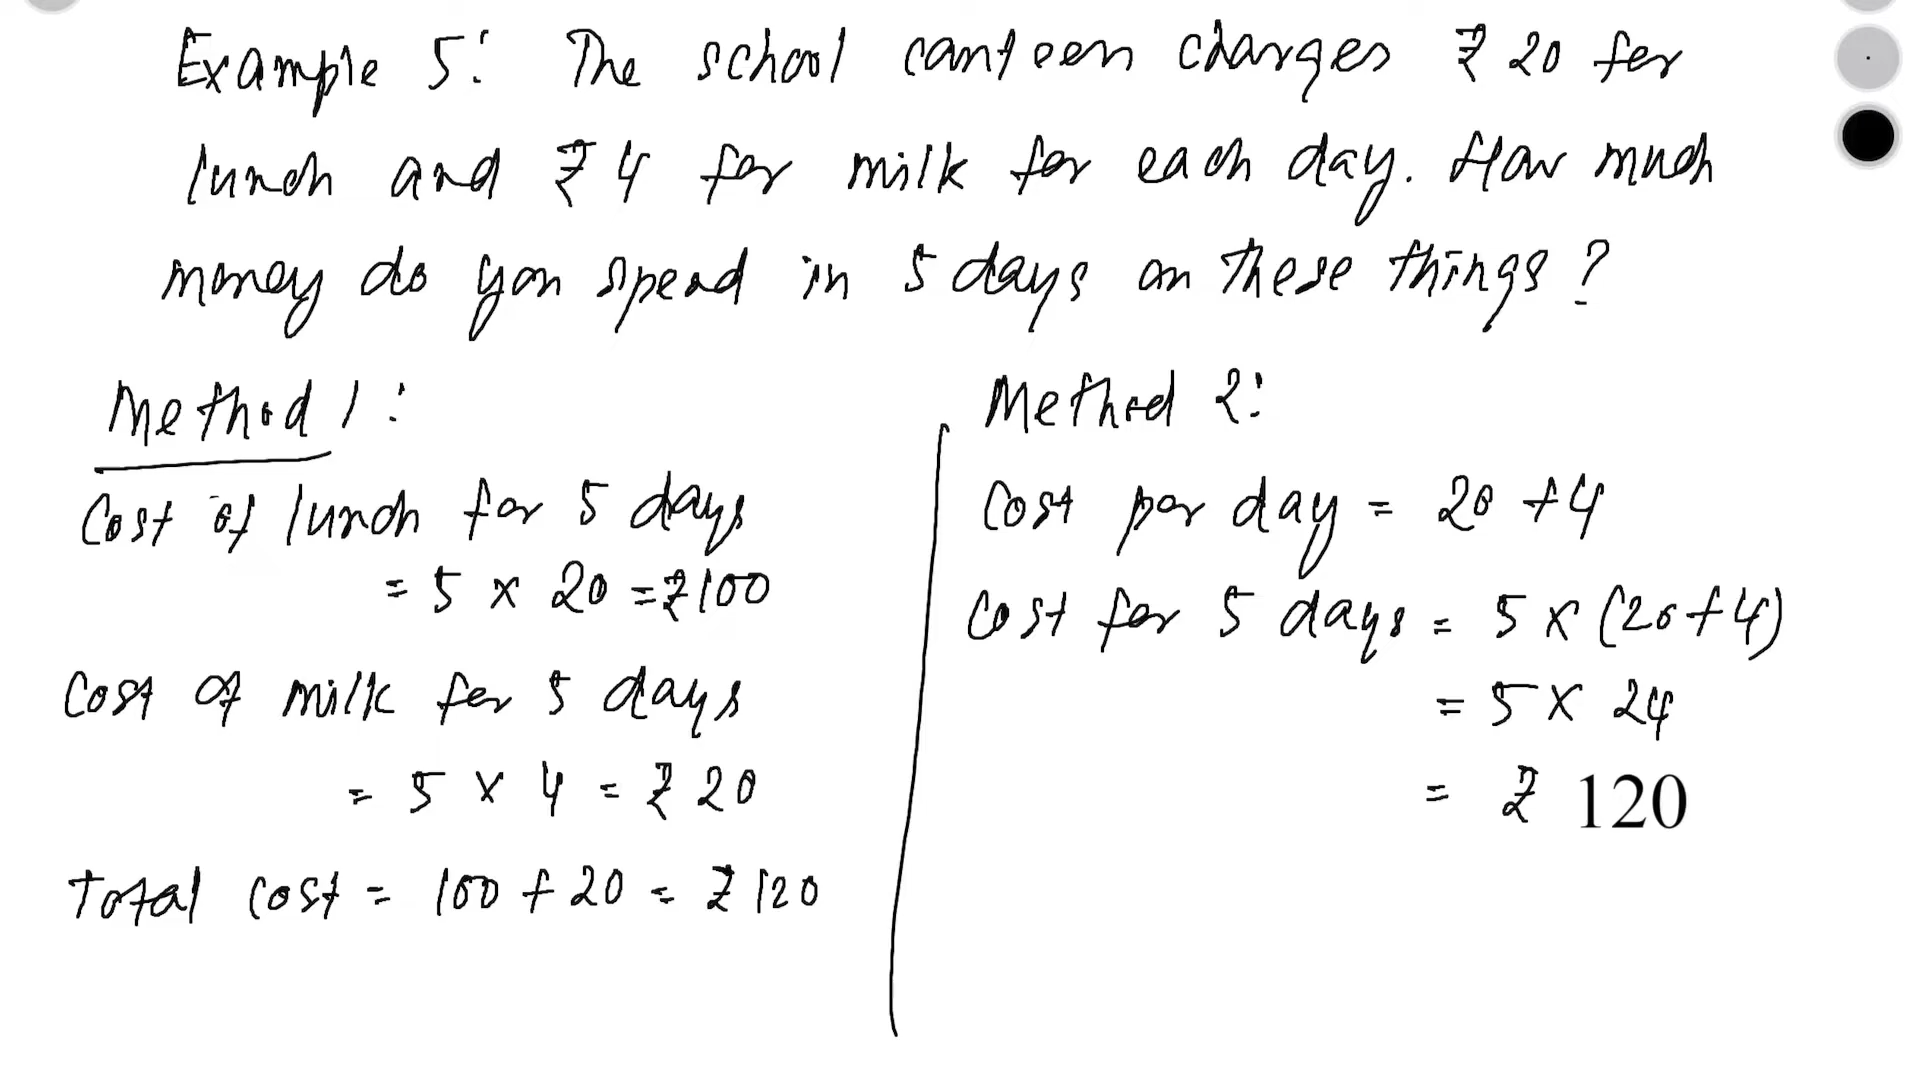 Example 5: The school canteen charges ₹ 20 for
lunch and ₹ 4 for milk for each day. How much
money do you spend in 5 days on these things?
Method 1:
Cost of lunch for 5 days
= 5 x 20 = ₹100
Cost of milk for 5 days
= 5 x 4 = ₹ 20
Total cost = 100 + 20 = ₹ 120
Method 2:
Cost per day = 20 + 4
Cost for 5 days = 5 x (20+4)
= 5 x 24
= ₹ 120